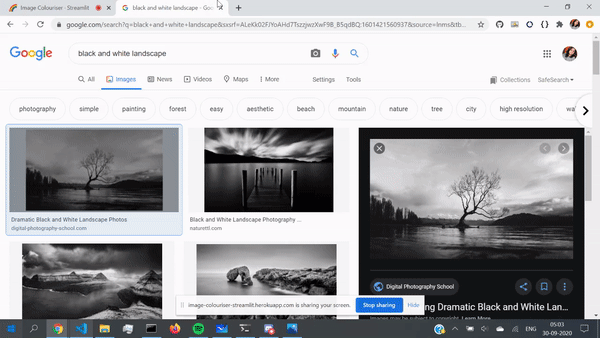 Image Colouriser - Streamlit
black and white landscape - Goo
google.com/search?q=black+and+white+landscape&sxsrf=ALeKk02FJYoAHd7TszzjwzXwF9B_B5qdBQ:1601421560937&source=lnms&tb...
Google
black and white landscape
All Images News Videos Maps More Settings Tools
Collections SafeSearch
photography simple painting forest easy aesthetic beach mountain nature tree city high resolution wa
Dramatic Black and White Landscape Photos
digital-photography-school.com
Black and White Landscape Photography ...
naturettl.com
Digital Photography School
ng Dramatic Black and White Lan...
Images may be subject to copyright. Learn More
image-colouriser-streamlit.herokuapp.com is sharing your screen. Stop sharing Hide
ENG
05:03
30-09-2020